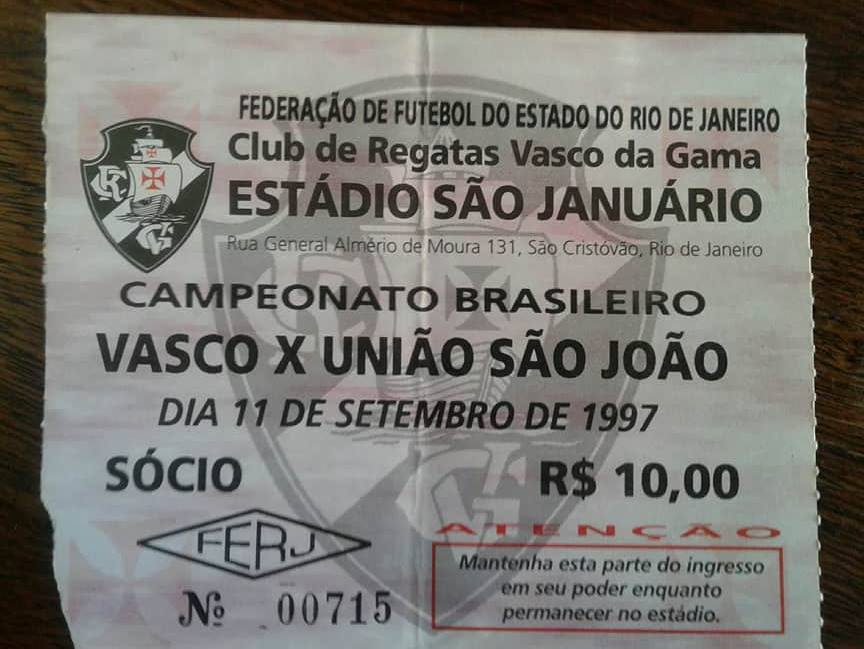 FEDERAÇÃO DE FUTEBOL DO ESTADO DO RIO DE JANEIRO
Club de Regatas Vasco da Gama
ESTÁDIO SÃO JANUÁRIO
Rua General Almério de Moura 131, São Cristóvão, Rio de Janeiro
CAMPEONATO BRASILEIRO
VASCO X UNIÃO SÃO JOÃO
DIA 11 DE SETEMBRO DE 1997
SÓCIO R$ 10,00
FERJ
Nº 00715
ATENÇÃO
Mantenha esta parte do ingresso
em seu poder enquanto
permanecer no estádio.